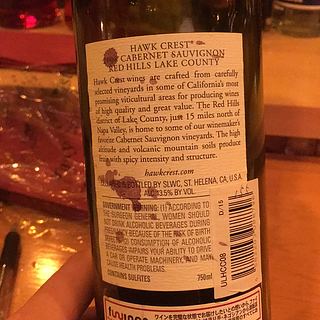 HAWK CREST®
CABERNET SAUVIGNON
RED HILLS LAKE COUNTY
Hawk Crest wines are crafted from carefully
selected vineyards in some of California's most
promising viticultural areas for producing wines
of high quality and great value. The Red Hills
district of Lake County, just 15 miles north of
Napa Valley, is home to some of our winemaker's
favorite Cabernet Sauvignon vineyards. The high
altitude and volcanic mountain soils produce
fruit with spicy intensity and structure.
hawkcrest.com
& BOTTLED BY SLWC, ST. HELENA, CA, U.S.A.
ALC. 13.5% BY VOL.
GOVERNMENT WARNING: (1) ACCORDING TO
THE SURGEON GENERAL, WOMEN SHOULD
NOT DRINK ALCOHOLIC BEVERAGES DURING
PREGNANCY BECAUSE OF THE RISK OF BIRTH
DEFECTS. (2) CONSUMPTION OF ALCOHOLIC
BEVERAGES IMPAIRS YOUR ABILITY TO DRIVE
A CAR OR OPERATE MACHINERY, AND MAY
CAUSE HEALTH PROBLEMS.
CONTAINS SULFITES 750ml
D/15
ULHCC08